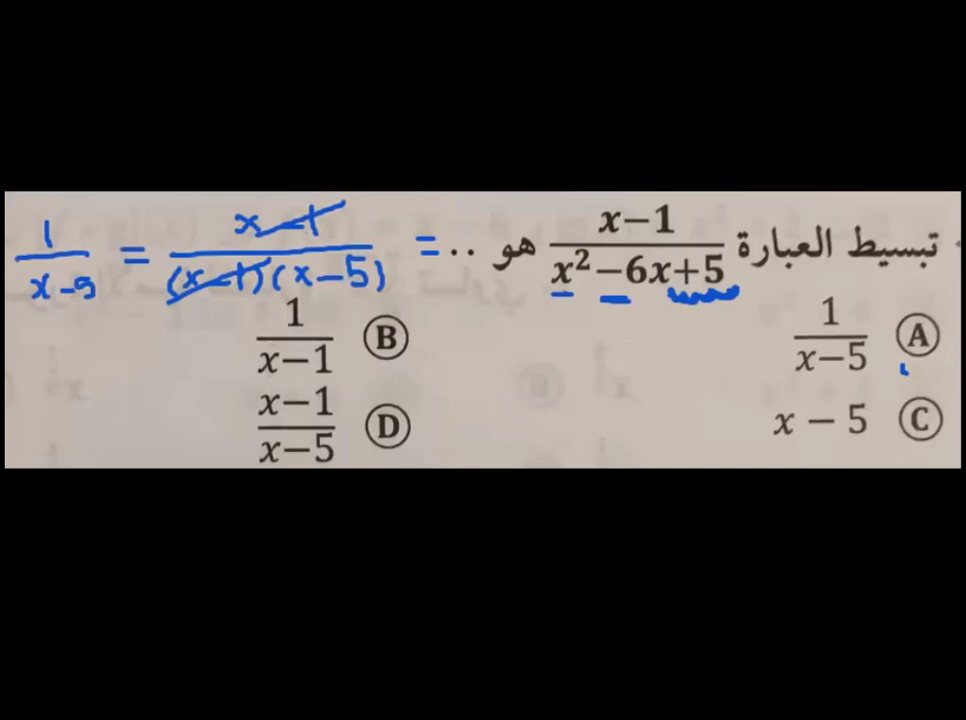 تبسيط العبارة (x−1)/(x²−6x+5) هو ..
= (x-1)/((x-1)(x-5)) = 1/(x-5)
Ⓐ 1/(x−5) Ⓑ 1/(x−1)
Ⓒ x − 5 Ⓓ (x−1)/(x−5)